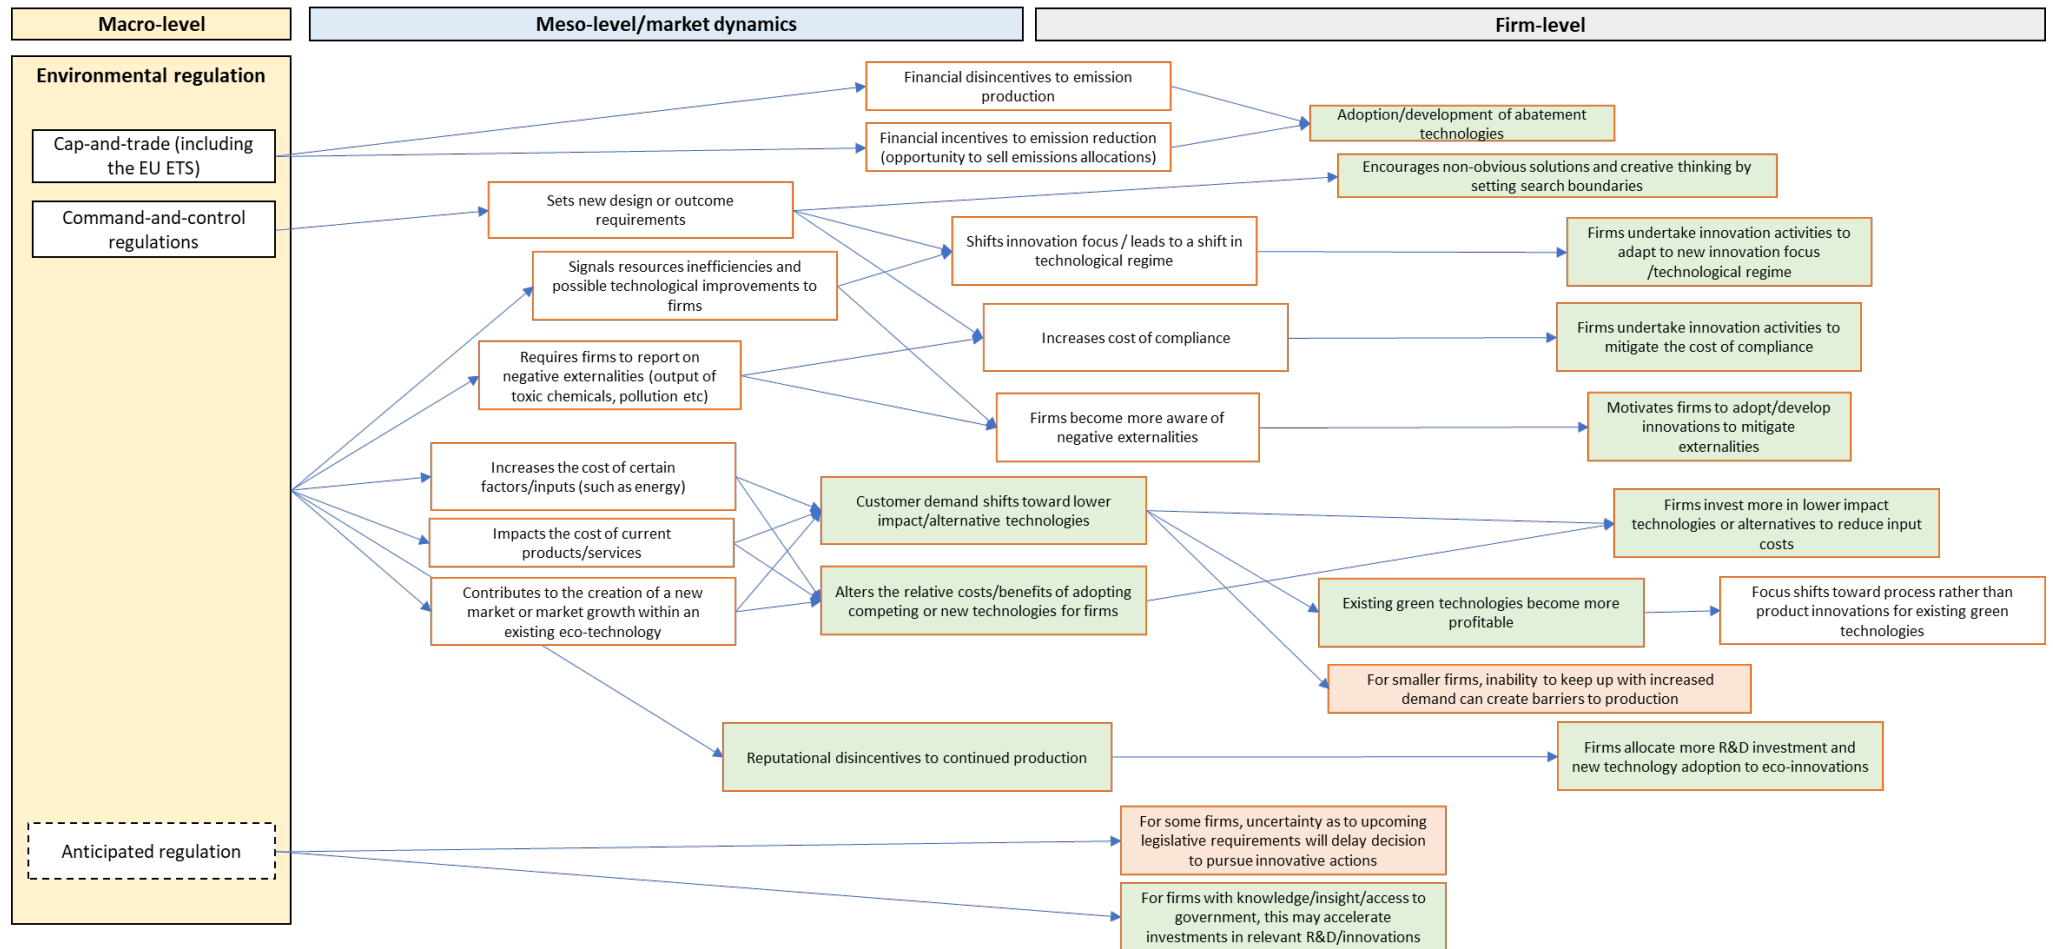 Macro-level
Meso-level/market dynamics
Firm-level
Environmental regulation
Cap-and-trade (including
the EU ETS)
Command-and-control
regulations
Anticipated regulation
Financial disincentives to emission
production
Financial incentives to emission reduction
(opportunity to sell emissions allocations)
Adoption/development of abatement
technologies
Encourages non-obvious solutions and creative thinking by
setting search boundaries
Sets new design or outcome
requirements
Shifts innovation focus / leads to a shift in
technological regime
Firms undertake innovation activities to
adapt to new innovation focus
/technological regime
Signals resources inefficiencies and
possible technological improvements to
firms
Increases cost of compliance
Firms undertake innovation activities to
mitigate the cost of compliance
Requires firms to report on
negative externalities (output of
toxic chemicals, pollution etc)
Firms become more aware of
negative externalities
Motivates firms to adopt/develop
innovations to mitigate
externalities
Increases the cost of certain
factors/inputs (such as energy)
Customer demand shifts toward lower
impact/alternative technologies
Firms invest more in lower impact
technologies or alternatives to reduce input
costs
Impacts the cost of current
products/services
Contributes to the creation of a new
market or market growth within an
existing eco-technology
Alters the relative costs/benefits of adopting
competing or new technologies for firms
Existing green technologies become more
profitable
Focus shifts toward process rather than
product innovations for existing green
technologies
For smaller firms, inability to keep up with increased
demand can create barriers to production
Reputational disincentives to continued production
Firms allocate more R&D investment and
new technology adoption to eco-innovations
For some firms, uncertainty as to upcoming
legislative requirements will delay decision
to pursue innovative actions
For firms with knowledge/insight/access to
government, this may accelerate
investments in relevant R&D/innovations